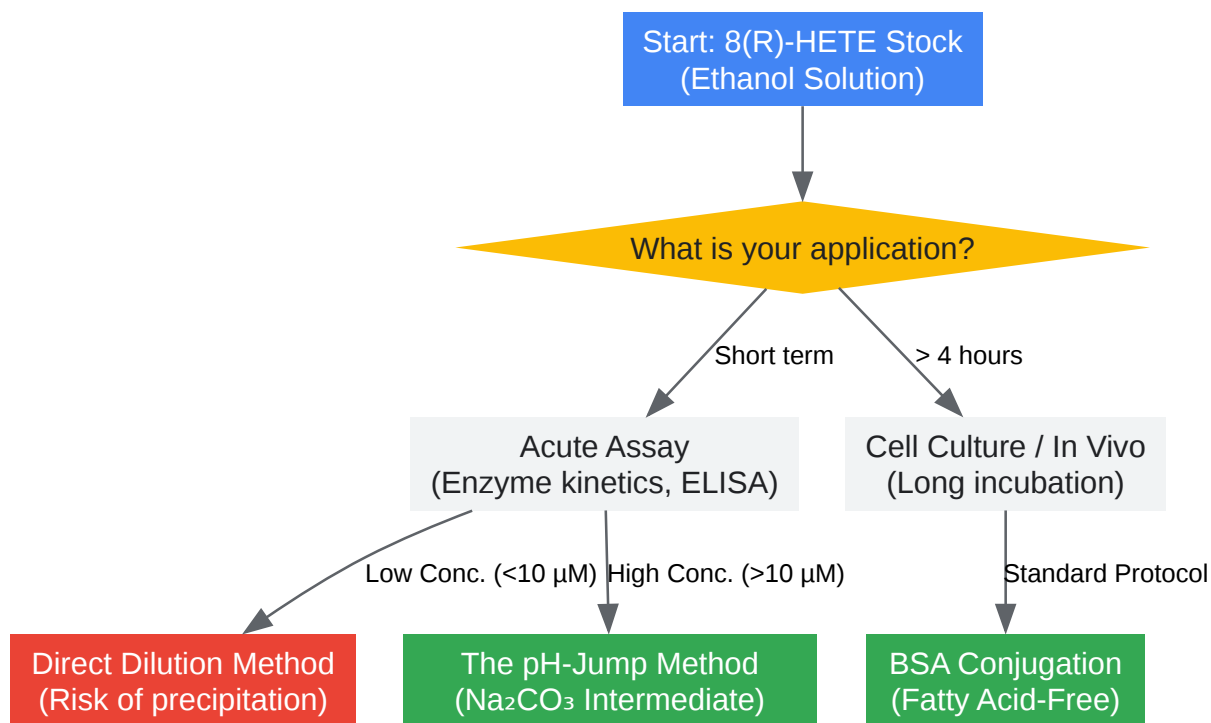 Start: 8(R)-HETE Stock
(Ethanol Solution)
What is your application?
Short term
> 4 hours
Acute Assay
(Enzyme kinetics, ELISA)
Cell Culture / In Vivo
(Long incubation)
Low Conc. (<10 µM)
High Conc. (>10 µM)
Standard Protocol
Direct Dilution Method
(Risk of precipitation)
The pH-Jump Method
(Na₂CO₃ Intermediate)
BSA Conjugation
(Fatty Acid-Free)